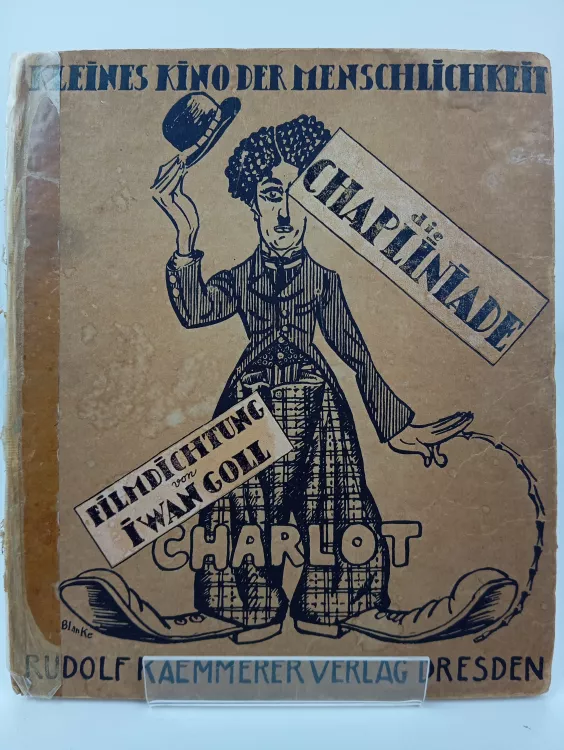 KLEINES KINO DER MENSCHLICHKEIT
die
CHAPLINIADE
FILMDICHTUNG
von
IWAN GOLL
CHARLOT
Blanke
RUDOLF KAEMMERER VERLAG DRESDEN